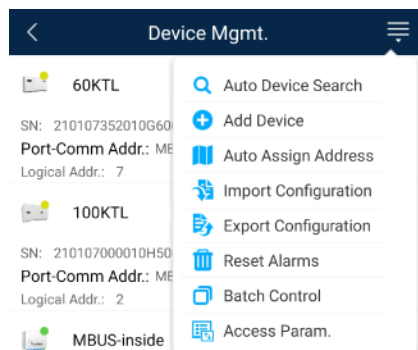 Device Mgmt.
60KTL
SN: 210107352010G60
Port-Comm Addr.: ME
Logical Addr.: 7
100KTL
SN: 210107000010H50
Port-Comm Addr.: ME
Logical Addr.: 2
MBUS-inside
Auto Device Search
Add Device
Auto Assign Address
Import Configuration
Export Configuration
Reset Alarms
Batch Control
Access Param.